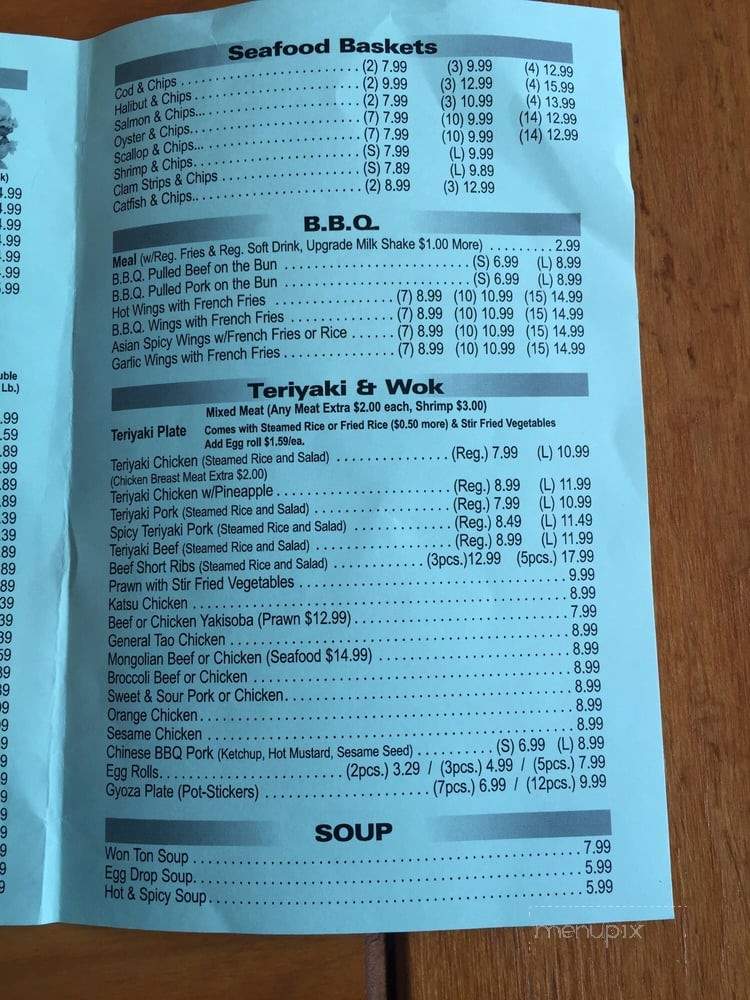 k)
.99
.99
.99
.99
.99
.99
.99
uble
Lb.)
.99
.59
.89
.99
.89
.89
.39
.39
.89
.89
Seafood Baskets
Cod & Chips (2) 7.99 (3) 9.99 (4) 12.99
Halibut & Chips (2) 9.99 (3) 12.99 (4) 15.99
Salmon & Chips... (2) 7.99 (3) 10.99 (4) 13.99
Oyster & Chips... (7) 7.99 (10) 9.99 (14) 12.99
Scallop & Chips... (7) 7.99 (10) 9.99 (14) 12.99
Shrimp & Chips. (S) 7.99 (L) 9.99
Clam Strips & Chips (S) 7.89 (L) 9.89
Catfish & Chips.. (2) 8.99 (3) 12.99
B.B.Q.
Meal (w/Reg. Fries & Reg. Soft Drink, Upgrade Milk Shake $1.00 More) 2.99
B.B.Q. Pulled Beef on the Bun (S) 6.99 (L) 8.99
B.B.Q. Pulled Pork on the Bun (S) 6.99 (L) 8.99
Hot Wings with French Fries (7) 8.99 (10) 10.99 (15) 14.99
B.B.Q. Wings with French Fries (7) 8.99 (10) 10.99 (15) 14.99
Asian Spicy Wings w/French Fries or Rice (7) 8.99 (10) 10.99 (15) 14.99
Garlic Wings with French Fries (7) 8.99 (10) 10.99 (15) 14.99
Teriyaki & Wok
Mixed Meat (Any Meat Extra $2.00 each, Shrimp $3.00)
Teriyaki Plate Comes with Steamed Rice or Fried Rice ($0.50 more) & Stir Fried Vegetables
Add Egg roll $1.59/ea.
Teriyaki Chicken (Steamed Rice and Salad) (Reg.) 7.99 (L) 10.99
(Chicken Breast Meat Extra $2.00)
Teriyaki Chicken w/Pineapple (Reg.) 8.99 (L) 11.99
Teriyaki Pork (Steamed Rice and Salad) (Reg.) 7.99 (L) 10.99
Spicy Teriyaki Pork (Steamed Rice and Salad) (Reg.) 8.49 (L) 11.49
Teriyaki Beef (Steamed Rice and Salad) (Reg.) 8.99 (L) 11.99
Beef Short Ribs (Steamed Rice and Salad) (3pcs.)12.99 (5pcs.) 17.99
Prawn with Stir Fried Vegetables 9.99
Katsu Chicken 8.99
Beef or Chicken Yakisoba (Prawn $12.99) 7.99
General Tao Chicken 8.99
Mongolian Beef or Chicken (Seafood $14.99) 8.99
Broccoli Beef or Chicken 8.99
Sweet & Sour Pork or Chicken. 8.99
Orange Chicken. 8.99
Sesame Chicken 8.99
Chinese BBQ Pork (Ketchup, Hot Mustard, Sesame Seed) (S) 6.99 (L) 8.99
Egg Rolls. (2pcs.) 3.29 / (3pcs.) 4.99 / (5pcs.) 7.99
Gyoza Plate (Pot-Stickers) (7pcs.) 6.99 / (12pcs.) 9.99
SOUP
Won Ton Soup 7.99
Egg Drop Soup. 5.99
Hot & Spicy Soup. 5.99
menupix